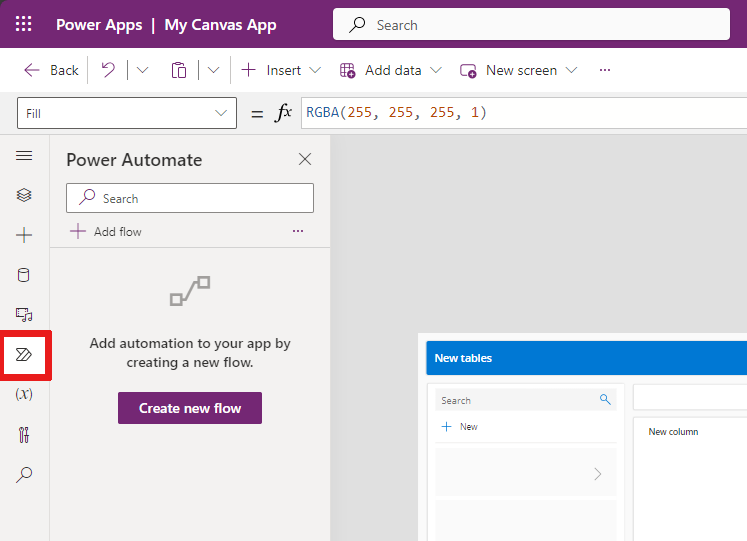 Power Apps | My Canvas App
Search
Back
Insert
Add data
New screen
Fill
= fx
RGBA(255, 255, 255, 1)
Power Automate
Search
Add flow
Add automation to your app by
creating a new flow.
Create new flow
(x)
New tables
Search
New
New column